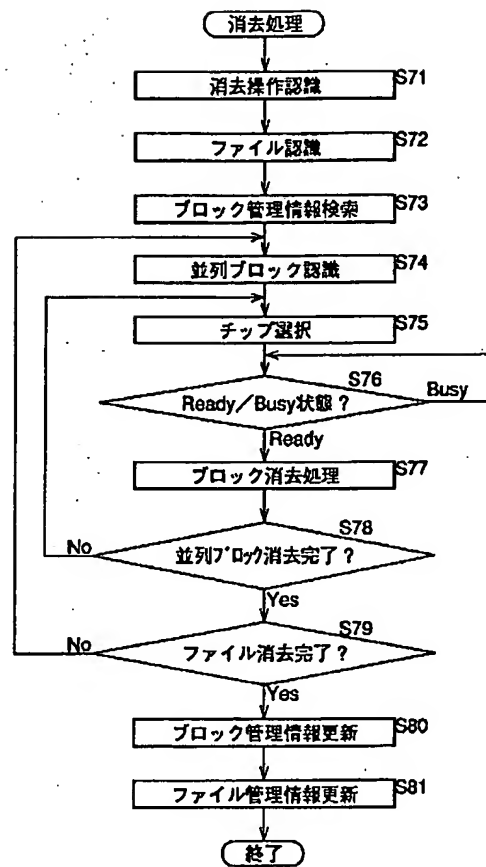 消去処理
消去操作認識
S71
ファイル認識
S72
ブロック管理情報検索
S73
並列ブロック認識
S74
チップ選択
S75
S76
Ready/Busy状態?
Busy
Ready
ブロック消去処理
S77
S78
並列ブロック消去完了?
No
Yes
S79
ファイル消去完了?
No
Yes
ブロック管理情報更新
S80
ファイル管理情報更新
S81
終了